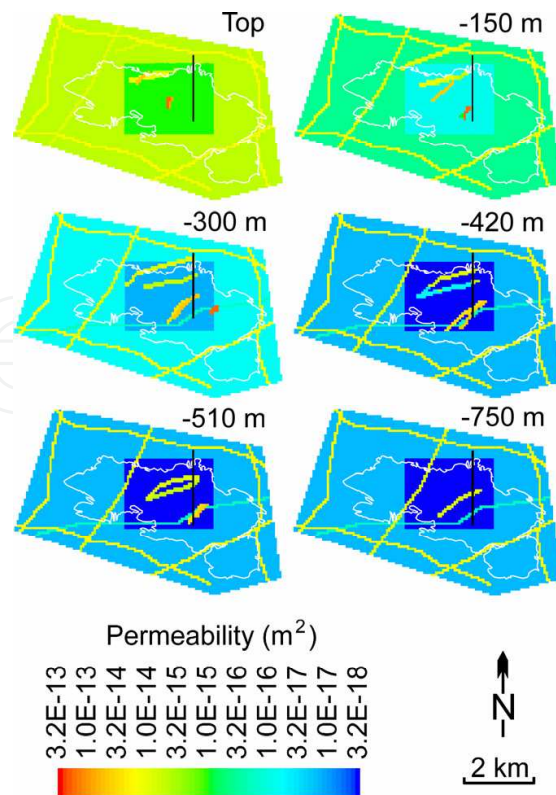 Top
-150 m
-300 m
-420 m
-510 m
-750 m
Permeability (m²)
3.2E-13
1.0E-13
3.2E-14
1.0E-14
3.2E-15
1.0E-15
3.2E-16
1.0E-16
3.2E-17
1.0E-17
3.2E-18
N
2 km